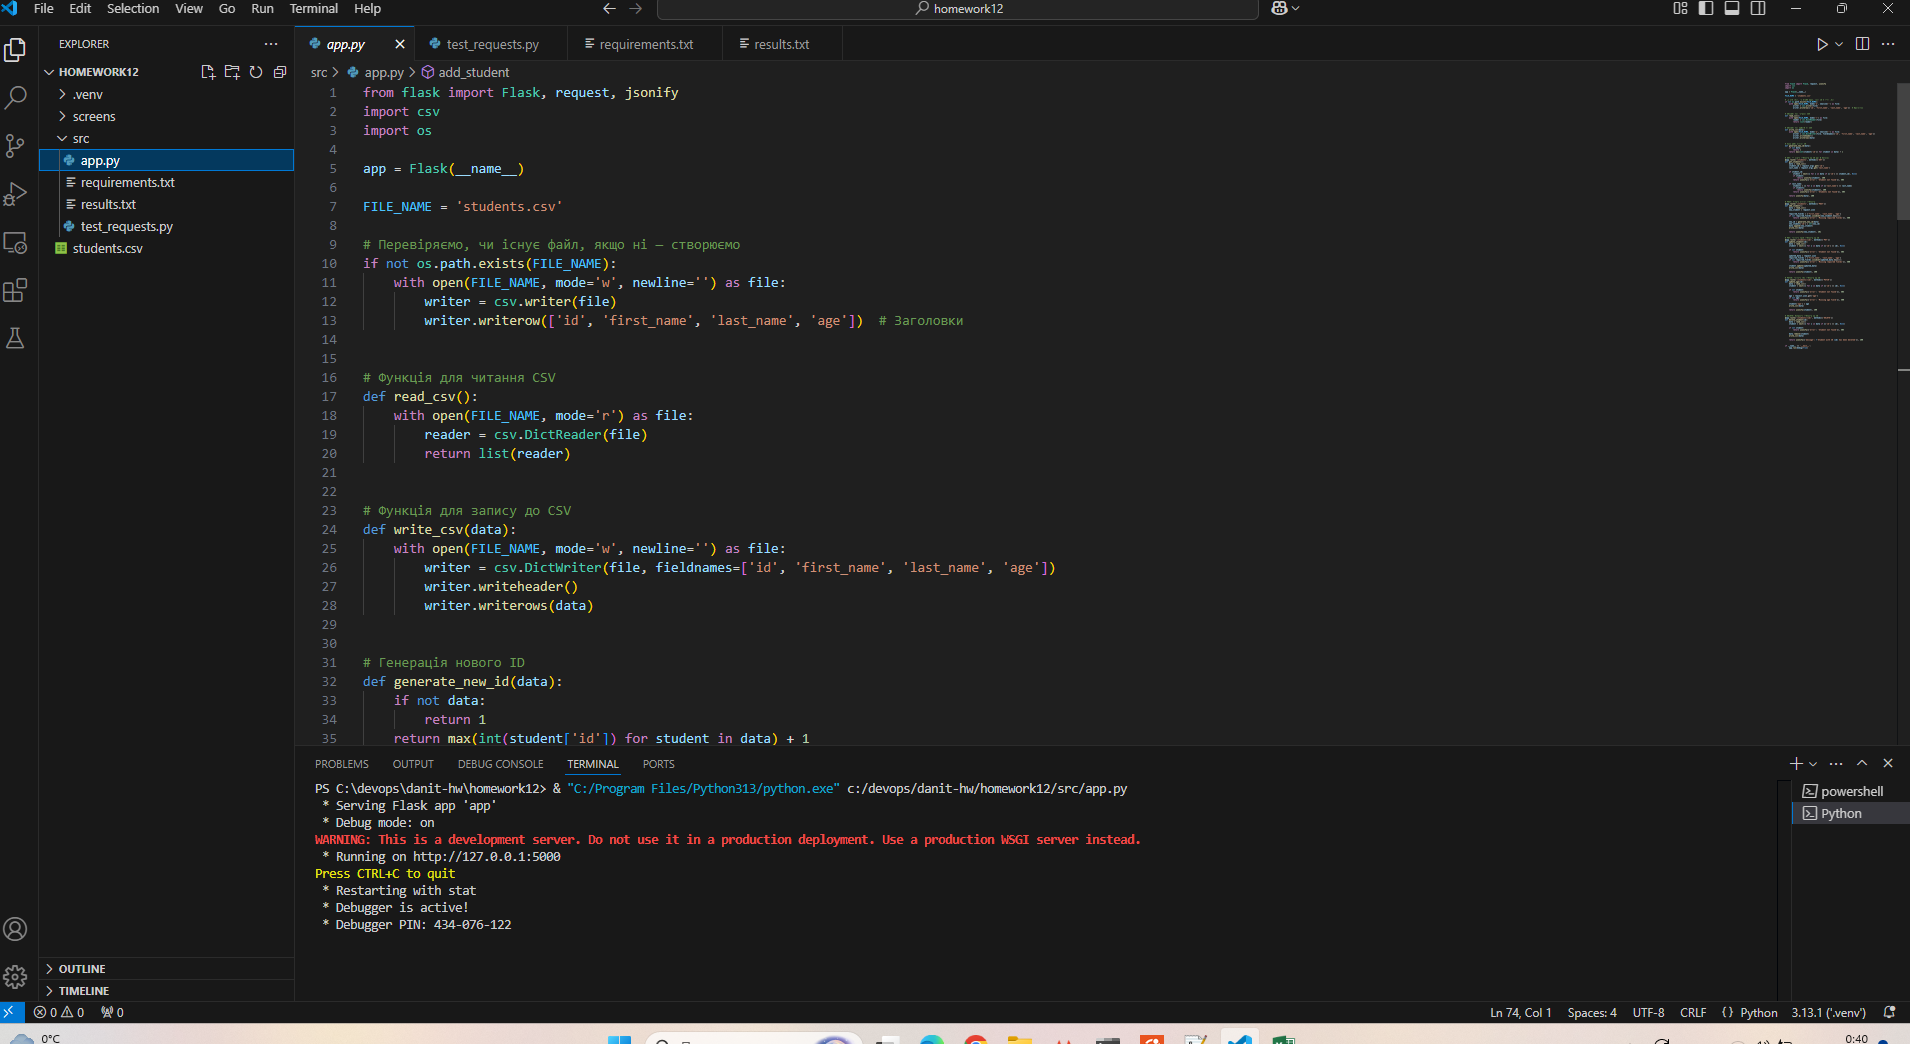 File Edit Selection View Go Run Terminal Help
homework12
EXPLORER
HOMEWORK12
.venv
screens
src
app.py
requirements.txt
results.txt
test_requests.py
students.csv
OUTLINE
TIMELINE
app.py test_requests.py requirements.txt results.txt
src > app.py > add_student
1 from flask import Flask, request, jsonify
2 import csv
3 import os
4
5 app = Flask(__name__)
6
7 FILE_NAME = 'students.csv'
8
9 # Перевіряємо, чи існує файл, якщо ні — створюємо
10 if not os.path.exists(FILE_NAME):
11 with open(FILE_NAME, mode='w', newline='') as file:
12 writer = csv.writer(file)
13 writer.writerow(['id', 'first_name', 'last_name', 'age']) # Заголовки
14
15
16 # Функція для читання CSV
17 def read_csv():
18 with open(FILE_NAME, mode='r') as file:
19 reader = csv.DictReader(file)
20 return list(reader)
21
22
23 # Функція для запису до CSV
24 def write_csv(data):
25 with open(FILE_NAME, mode='w', newline='') as file:
26 writer = csv.DictWriter(file, fieldnames=['id', 'first_name', 'last_name', 'age'])
27 writer.writeheader()
28 writer.writerows(data)
29
30
31 # Генерація нового ID
32 def generate_new_id(data):
33 if not data:
34 return 1
35 return max(int(student['id']) for student in data) + 1
PROBLEMS OUTPUT DEBUG CONSOLE TERMINAL PORTS
PS C:\devops\danit-hw\homework12> & "C:/Program Files/Python313/python.exe" c:/devops/danit-hw/homework12/src/app.py
* Serving Flask app 'app'
* Debug mode: on
WARNING: This is a development server. Do not use it in a production deployment. Use a production WSGI server instead.
* Running on http://127.0.0.1:5000
Press CTRL+C to quit
* Restarting with stat
* Debugger is active!
* Debugger PIN: 434-076-122
powershell
Python
0 0 0
Ln 74, Col 1 Spaces: 4 UTF-8 CRLF {} Python 3.13.1 ('.venv')
0°C
0:40